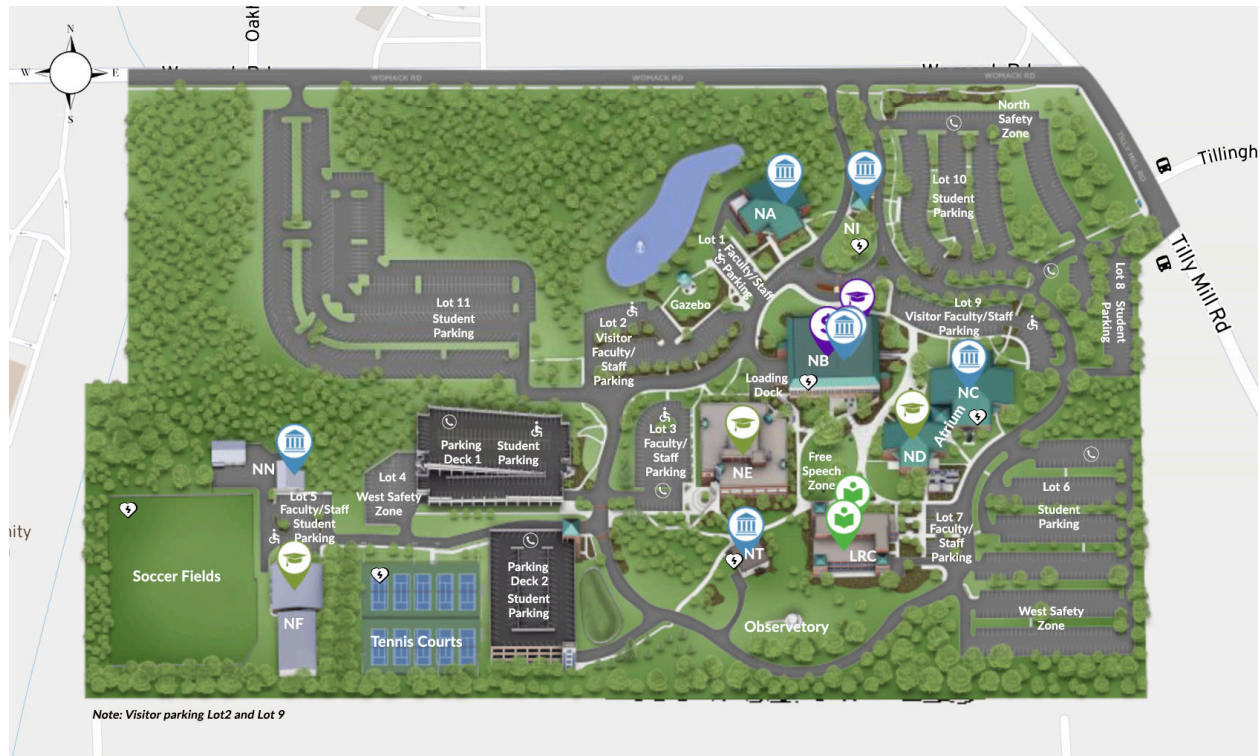 N
W
E
S
Oakh
WOMACK RD
WOMACK RD
WOMACK RD
TILLY MILL RD
Tillingh
Tilly Mill Rd
North
Safety
Zone
Lot 10
Student
Parking
NA
NI
Lot 1
Faculty/Staff
Parking
Gazebo
Lot 11
Student
Parking
Lot 2
Visitor
Faculty/
Staff
Parking
Lot 9
Visitor Faculty/Staff
Parking
Lot 8
Student
Parking
NB
Loading
Dock
NC
Atrium
ND
Parking
Deck 1
Student
Parking
Lot 3
Faculty/
Staff
Parking
NE
Free
Speech
Zone
NN
Lot 4
West Safety
Zone
Lot 5
Faculty/Staff
Student
Parking
Lot 6
Student
Parking
Lot 7
Faculty/
Staff
Parking
NT
LRC
nity
Soccer Fields
NF
Tennis Courts
Parking
Deck 2
Student
Parking
Observetory
West Safety
Zone
Note: Visitor parking Lot2 and Lot 9